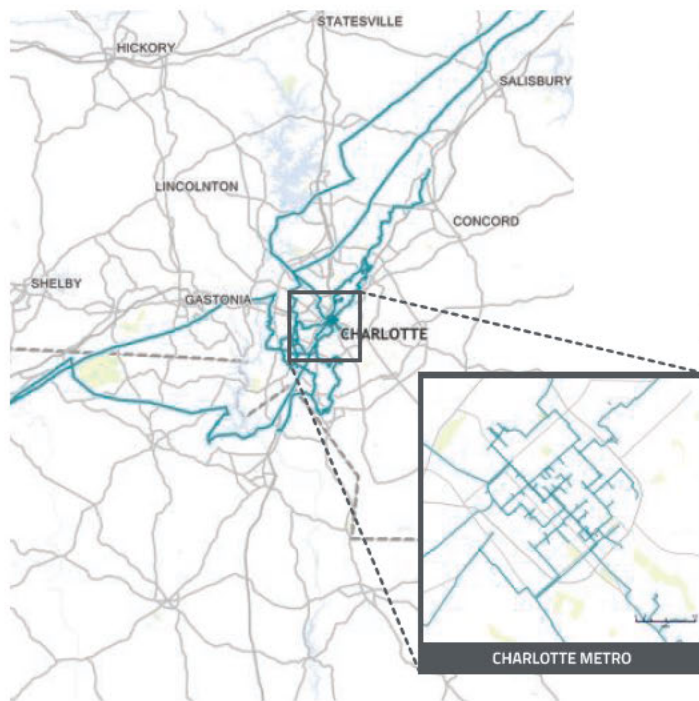 STATESVILLE
HICKORY
SALISBURY
LINCOLNTON
CONCORD
SHELBY
GASTONIA
CHARLOTTE
CHARLOTTE METRO